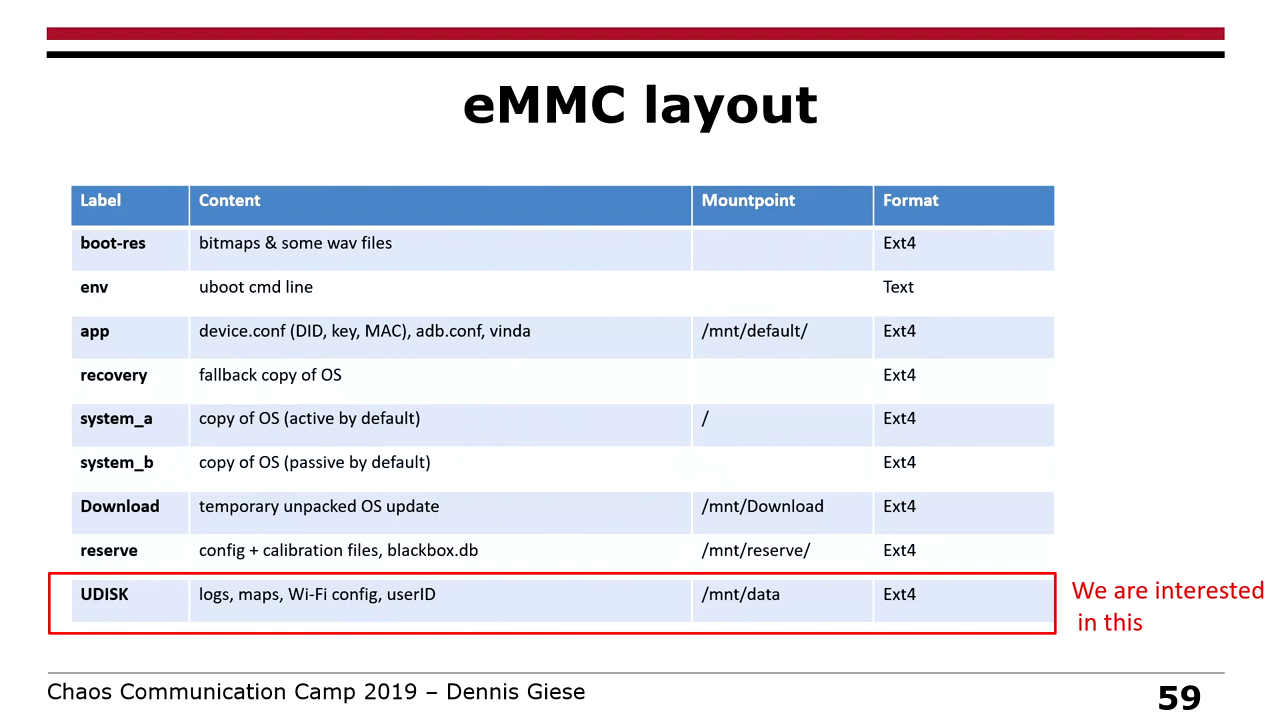 eMMC layout
Label Content Mountpoint Format
boot-res bitmaps & some wav files Ext4
env uboot cmd line Text
app device.conf (DID, key, MAC), adb.conf, vinda /mnt/default/ Ext4
recovery fallback copy of OS Ext4
system_a copy of OS (active by default) / Ext4
system_b copy of OS (passive by default) Ext4
Download temporary unpacked OS update /mnt/Download Ext4
reserve config + calibration files, blackbox.db /mnt/reserve/ Ext4
UDISK logs, maps, Wi-Fi config, userID /mnt/data Ext4
We are interested
in this
Chaos Communication Camp 2019 – Dennis Giese
59